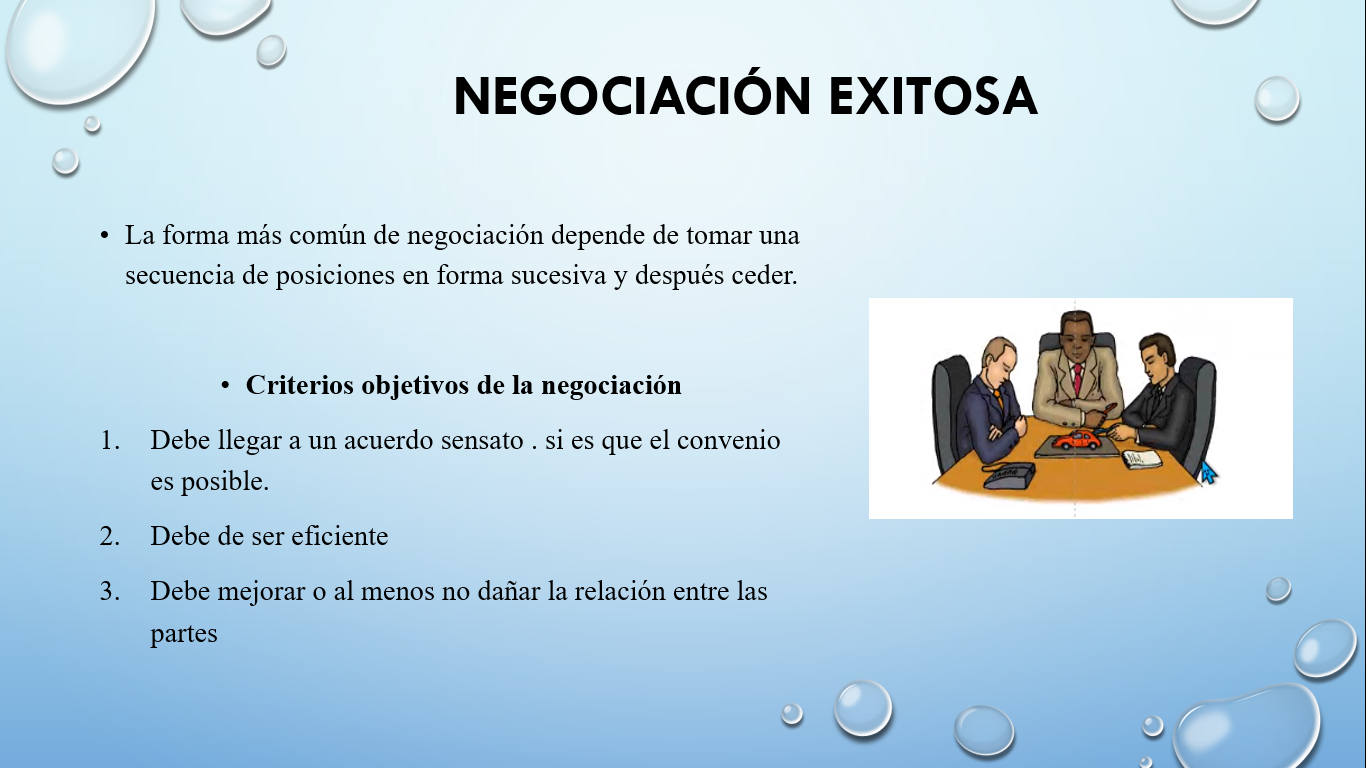 NEGOCIACIÓN EXITOSA
• La forma más común de negociación depende de tomar una
secuencia de posiciones en forma sucesiva y después ceder.
• Criterios objetivos de la negociación
1. Debe llegar a un acuerdo sensato . si es que el convenio
es posible.
2. Debe de ser eficiente
3. Debe mejorar o al menos no dañar la relación entre las
partes